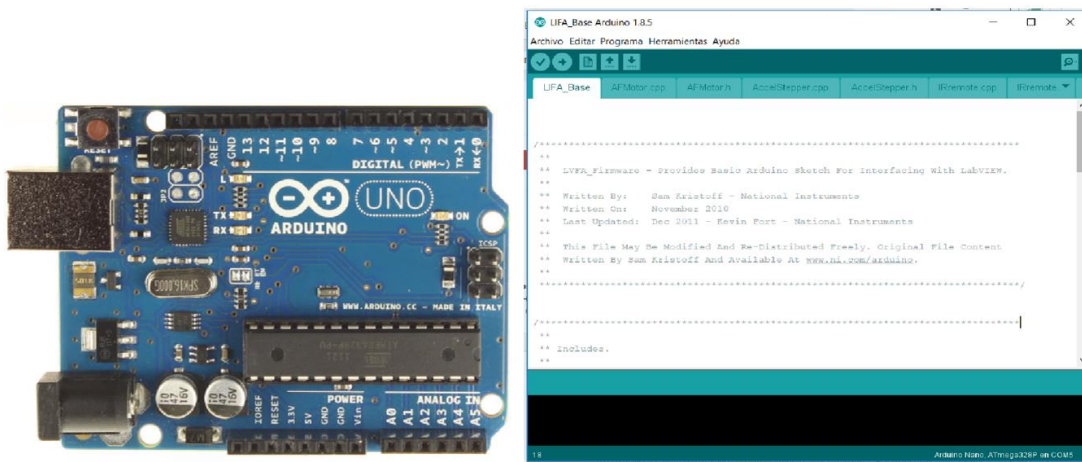 RESET
AREF
GND
13
12
~11
~10
~9
8
7
~6
~5
4
~3
2
TX→1
RX←0
DIGITAL (PWM~)
L
TX
RX
ARDUINO
UNO
ON
ICSP
SPK16.000G
WWW.ARDUINO.CC - MADE IN ITALY
47
16V
47
16V
POWER
ANALOG IN
IOREF
RESET
3.3V
5V
GND
GND
Vin
A0
A1
A2
A3
A4
A5
LIFA_Base Arduino 1.8.5
Archivo Editar Programa Herramientas Ayuda
LIFA_Base AFMotor.cpp AFMotor.h AccelStepper.cpp AccelStepper.h IRremote.cpp IRremote
/*********************************************************************************
**
** LVFA_Firmware - Provides Basic Arduino Sketch For Interfacing With LabVIEW.
**
** Written By: Sam Kristoff - National Instruments
** Written On: November 2010
** Last Updated: Dec 2011 - Kevin Fort - National Instruments
**
** This File May Be Modified And Re-Distributed Freely. Original File Content
** Written By Sam Kristoff And Available At www.ni.com/arduino.
**
*********************************************************************************/
/*********************************************************************************
**
** Includes.
**
18
Arduino Nano, ATmega328P en COM5